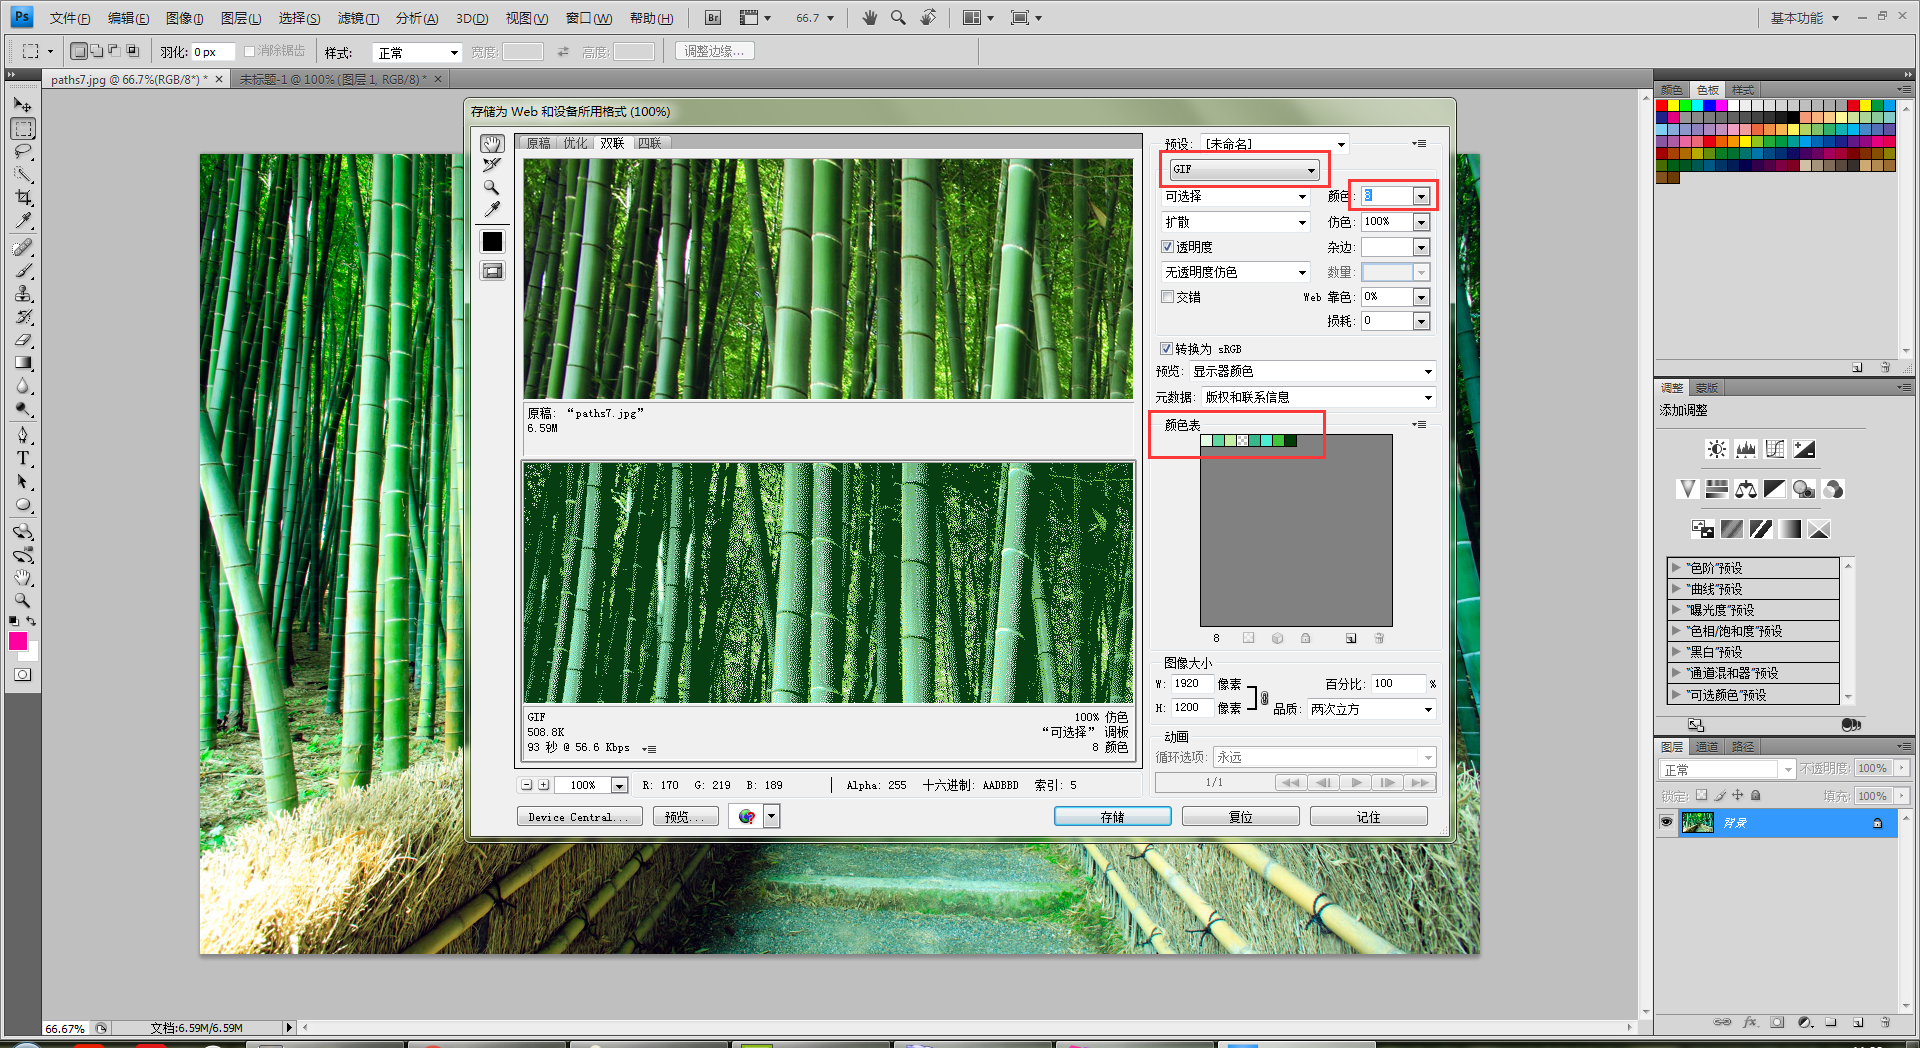 Ps 文件(F) 编辑(E) 图像(I) 图层(L) 选择(S) 滤镜(T) 分析(A) 3D(D) 视图(V) 窗口(W) 帮助(H) Br 66.7 基本功能
羽化: 0 px 消除锯齿 样式: 正常 宽度: 高度: 调整边缘...
paths7.jpg @ 66.7%(RGB/8*) * 未标题-1 @ 100% (图层 1, RGB/8) *
存储为 Web 和设备所用格式 (100%)
原稿 优化 双联 四联
原稿: “paths7.jpg”
6.59M
GIF
508.8K
93 秒 @ 56.6 Kbps
100% 仿色
“可选择” 调板
8 颜色
100% R: 170 G: 219 B: 189 Alpha: 255 十六进制: AADBBD 索引: 5
Device Central... 预览... 存储 复位 记住
预设: [未命名]
GIF
可选择 颜色: 8
扩散 仿色: 100%
透明度 杂边:
无透明度仿色 数量:
交错 Web 靠色: 0%
损耗: 0
转换为 sRGB
预览: 显示器颜色
元数据: 版权和联系信息
颜色表
8
图像大小
W: 1920 像素 百分比: 100 %
H: 1200 像素 品质: 两次立方
动画
循环选项: 永远
1/1
颜色 色板 样式
调整 蒙版
添加调整
“色阶”预设
“曲线”预设
“曝光度”预设
“色相/饱和度”预设
“黑白”预设
“通道混和器”预设
“可选颜色”预设
图层 通道 路径
正常 不透明度: 100%
锁定: 填充: 100%
背景
66.67% 文档:6.59M/6.59M